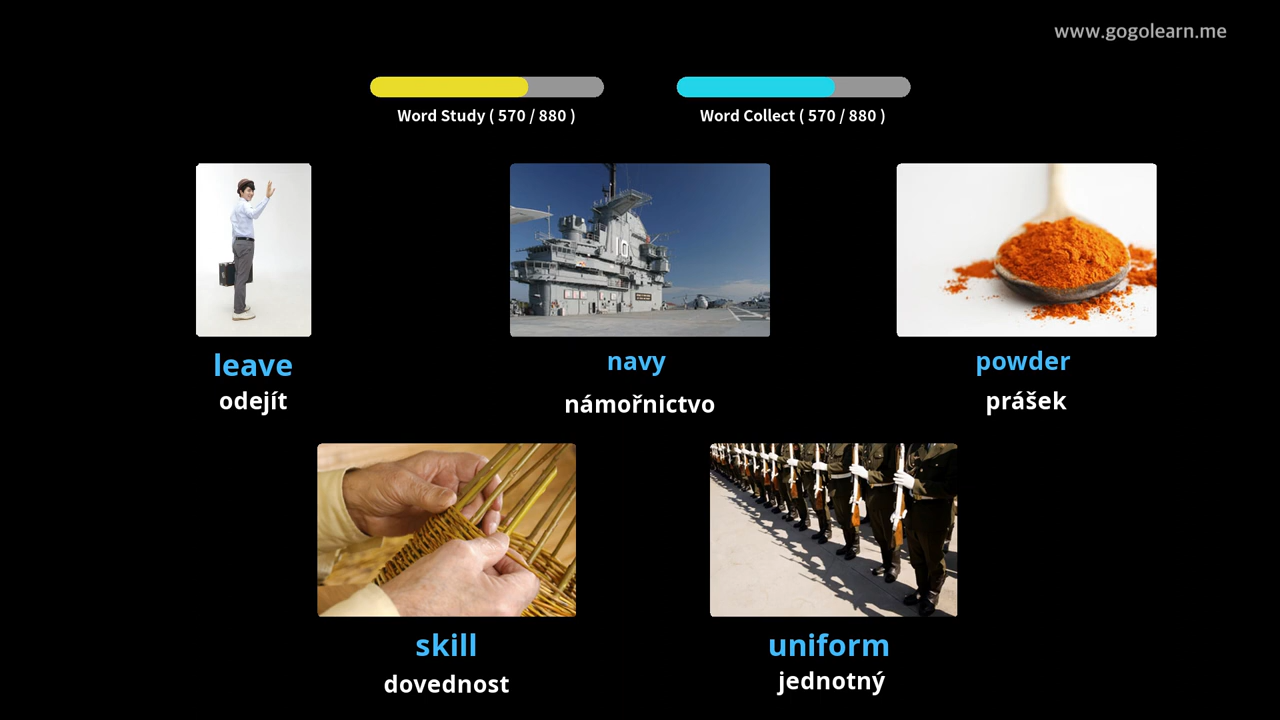 www.gogolearn.me
Word Study ( 570 / 880 )
Word Collect ( 570 / 880 )
10
leave
odejít
navy
námořnictvo
powder
prášek
skill
dovednost
uniform
jednotný